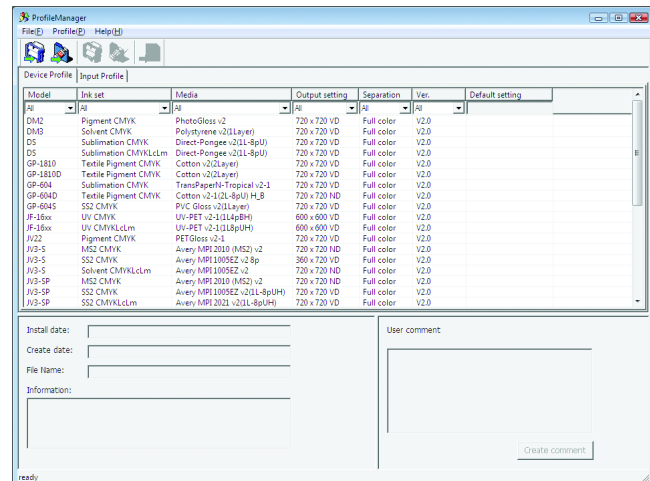 ProfileManager
File(F) Profile(P) Help(H)
Device Profile Input Profile
Model Ink set Media Output setting Separation Ver. Default setting
All All All All All All
DM2 Pigment CMYK PhotoGloss v2 720 x 720 VD Full color V2.0
DM3 Solvent CMYK Polystyrene v2(1Layer) 720 x 720 VD Full color V2.0
DS Sublimation CMYK Direct-Pongee v2(1L-8pU) 720 x 720 VD Full color V2.0
DS Sublimation CMYKLcLm Direct-Pongee v2(1L-8pU) 720 x 720 VD Full color V2.0
GP-1810 Textile Pigment CMYK Cotton v2(2Layer) 720 x 720 VD Full color V2.0
GP-1810D Textile Pigment CMYK Cotton v2(2Layer) 720 x 720 VD Full color V2.0
GP-604 Sublimation CMYK TransPaperN-Tropical v2-1 720 x 720 VD Full color V2.0
GP-604D Textile Pigment CMYK Cotton v2-1(2L-8pU) H_B 720 x 720 ND Full color V2.0
GP-604S SS2 CMYK PVC Gloss v2(1Layer) 720 x 720 VD Full color V2.0
JF-16xx UV CMYK UV-PET v2-1(1L4pBH) 600 x 600 VD Full color V2.0
JF-16xx UV CMYKLcLm UV-PET v2-1(1L8pUH) 600 x 600 VD Full color V2.0
JV22 Pigment CMYK PETGloss v2-1 720 x 720 VD Full color V2.0
JV3-S MS2 CMYK Avery MPI2010 (MS2) v2 720 x 720 ND Full color V2.0
JV3-S SS2 CMYK Avery MPI1005EZ v2 8p 360 x 720 VD Full color V2.0
JV3-S Solvent CMYKLcLm Avery MPI1005EZ v2 720 x 720 ND Full color V2.0
JV3-SP MS2 CMYK Avery MPI2010 (MS2) v2 720 x 720 ND Full color V2.0
JV3-SP SS2 CMYK Avery MPI1005EZ v2(1L-8pUH) 720 x 720 VD Full color V2.0
JV3-SP SS2 CMYKLcLm Avery MPI 2021 v2(1L-8pUH) 720 x 720 VD Full color V2.0
Install date:
Create date:
File Name:
Information:
User comment
Create comment
ready